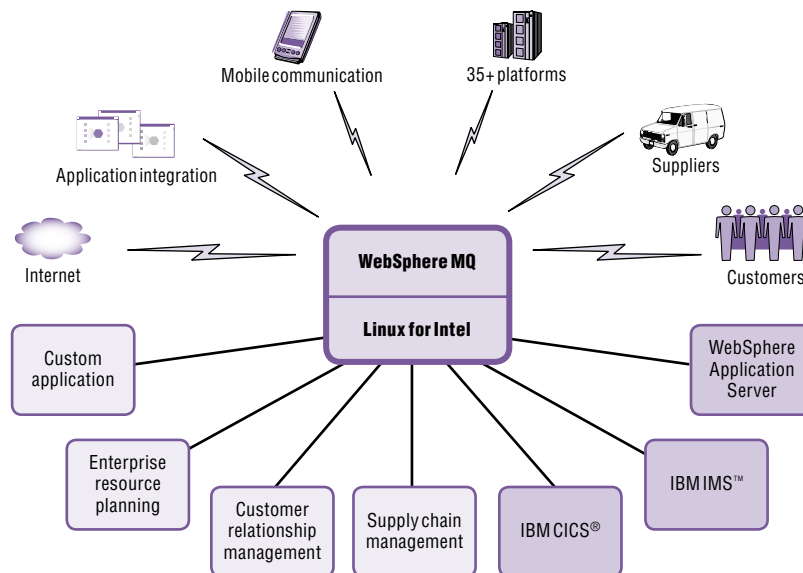 Mobile communication
35+ platforms
Application integration
Suppliers
Internet
Customers
WebSphere MQ
Linux for Intel
Custom
application
WebSphere
Application
Server
Enterprise
resource
planning
IBM IMS™
Customer
relationship
management
Supply chain
management
IBM CICS®